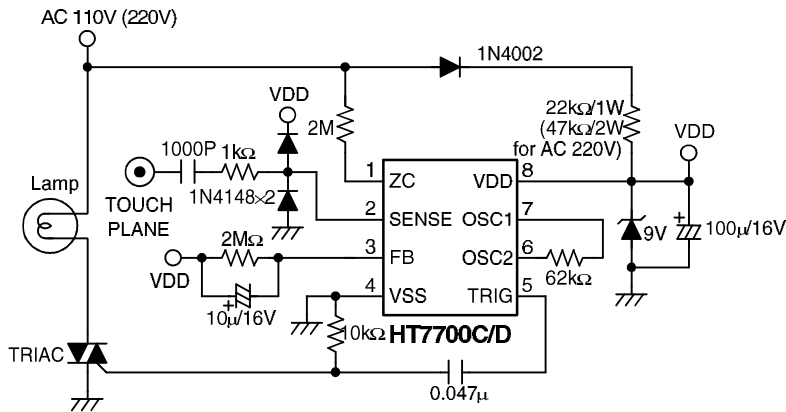 AC 110V (220V)
1N4002
VDD
22kΩ/1W
(47kΩ/2W
for AC 220V)
VDD
2M
1000P
1kΩ
1N4148×2
TOUCH
PLANE
Lamp
1
ZC
VDD
8
2
SENSE
OSC1
7
3
FB
OSC2
6
4
VSS
TRIG
5
9V
+
100μ/16V
2MΩ
VDD
+
10μ/16V
62kΩ
10kΩ
HT7700C/D
TRIAC
0.047μ